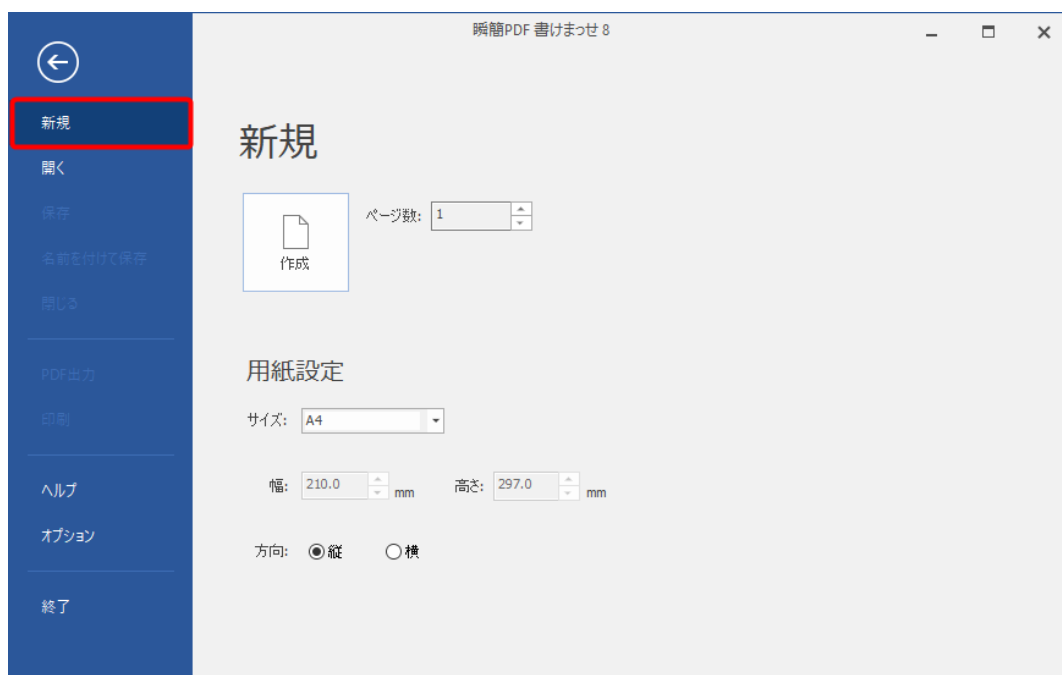 瞬簡PDF 書けまっせ 8
新規
開く
保存
名前を付けて保存
閉じる
PDF出力
印刷
ヘルプ
オプション
終了
新規
作成
ページ数: 1
用紙設定
サイズ: A4
幅: 210.0 mm 高さ: 297.0 mm
方向: 縦 横